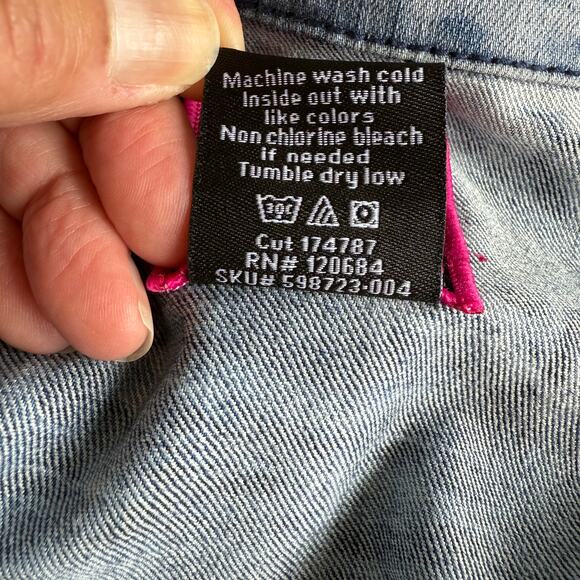 Machine wash cold
Inside out with
like colors
Non chlorine bleach
if needed
Tumble dry low
30C
Cut 174787
RN# 120684
SKU# 598723-004